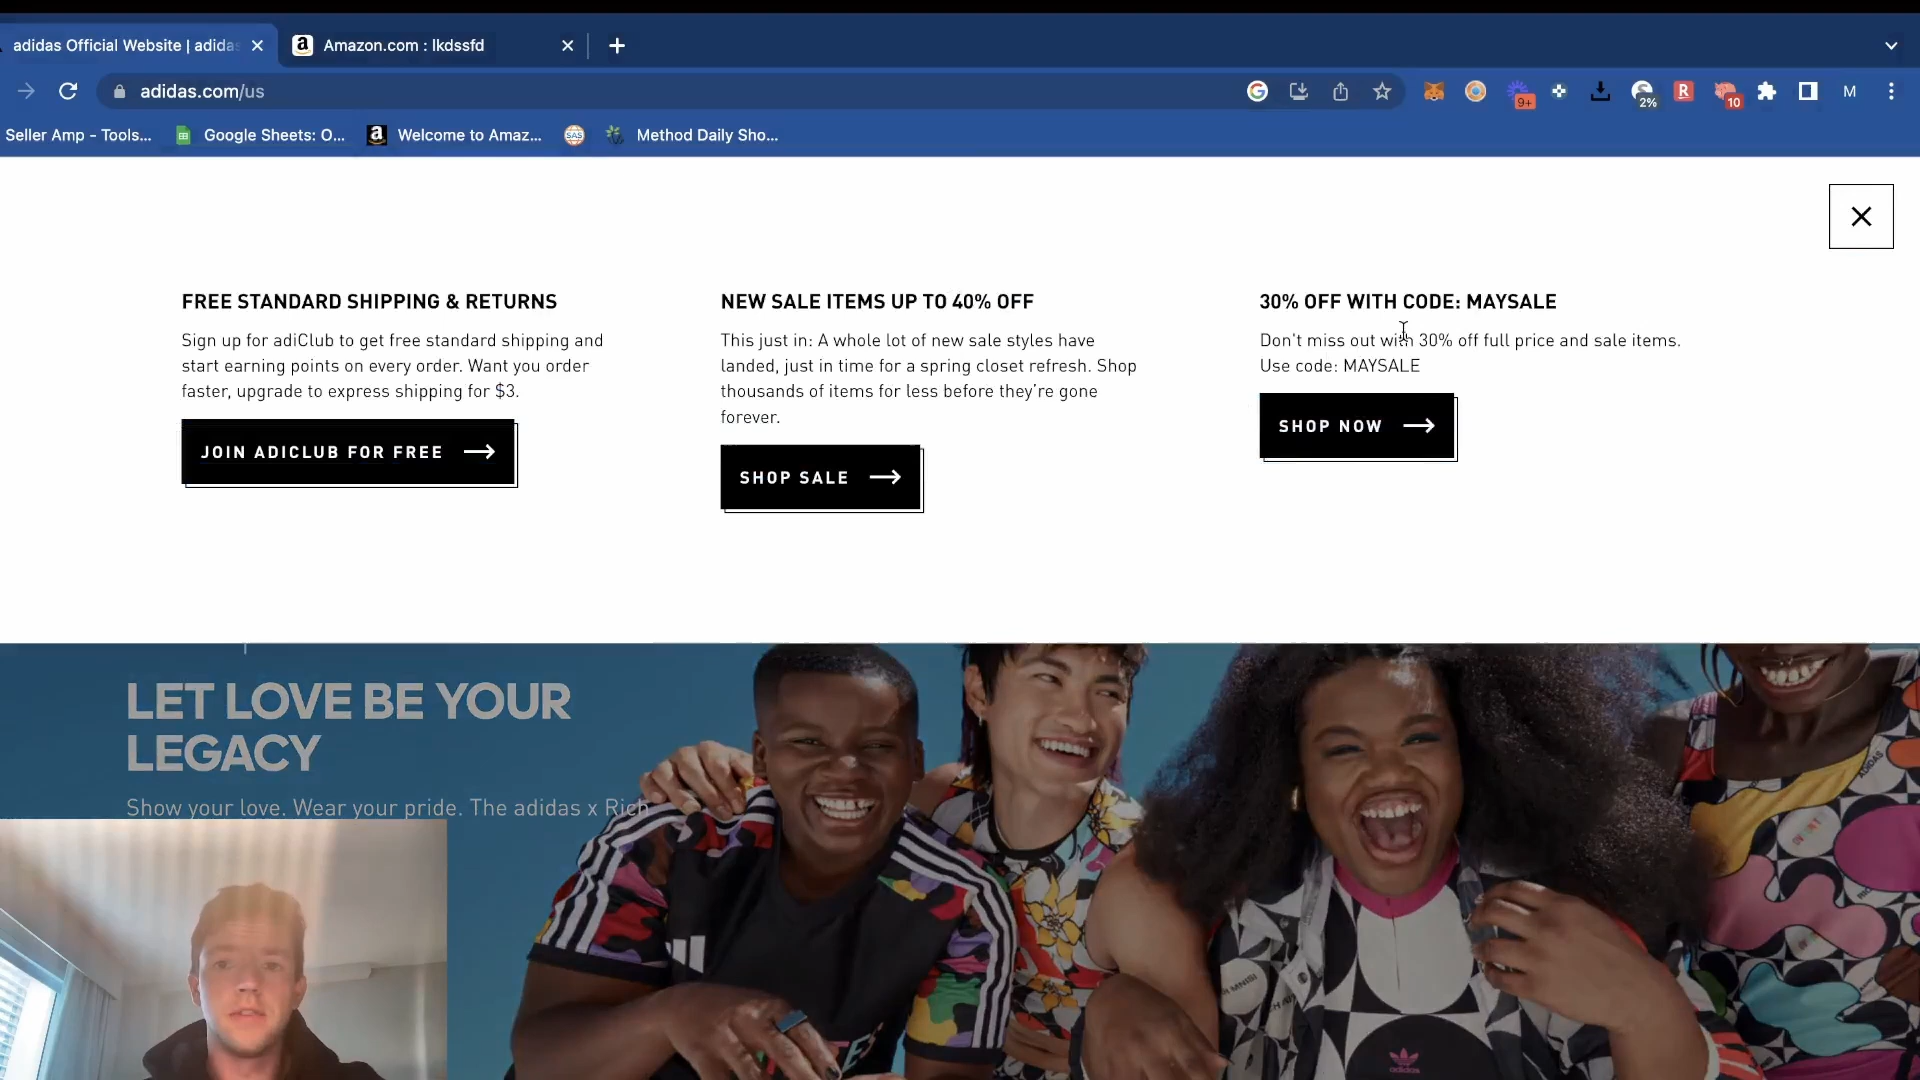 adidas Official Website | adidas
Amazon.com : lkdssfd
adidas.com/us
9+
2%
R
10
M
Seller Amp - Tools...
Google Sheets: O...
Welcome to Amaz...
SAS
Method Daily Sho...
FREE STANDARD SHIPPING & RETURNS
Sign up for adiClub to get free standard shipping and
start earning points on every order. Want you order
faster, upgrade to express shipping for $3.
JOIN ADICLUB FOR FREE
NEW SALE ITEMS UP TO 40% OFF
This just in: A whole lot of new sale styles have
landed, just in time for a spring closet refresh. Shop
thousands of items for less before they're gone
forever.
SHOP SALE
30% OFF WITH CODE: MAYSALE
Don't miss out with 30% off full price and sale items.
Use code: MAYSALE
SHOP NOW
LET LOVE BE YOUR
LEGACY
Show your love. Wear your pride. The adidas x Rich
adidas